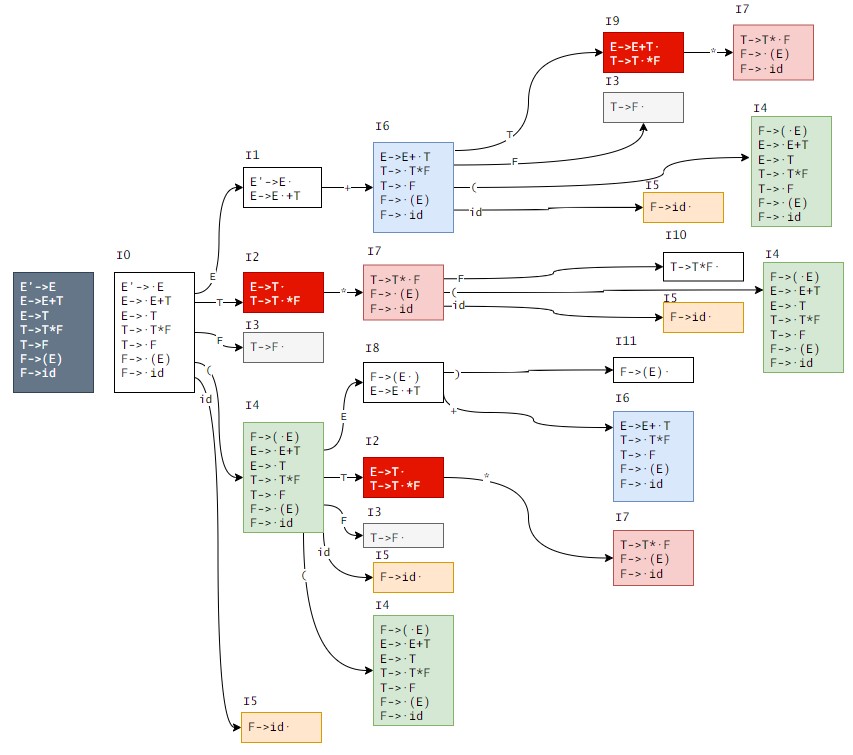 I9
E->E+T·
T->T·*F
*
I7
T->T*·F
F->·(E)
F->·id
I3
T->F·
T
F
I6
E->E+·T
T->·T*F
T->·F
F->·(E)
F->·id
(
id
I4
F->(·E)
E->·E+T
E->·T
T->·T*F
T->·F
F->·(E)
F->·id
I5
F->id·
I1
E'->E·
E->E·+T
+
E'->E
E->E+T
E->T
T->T*F
T->F
F->(E)
F->id
I0
E'->·E
E->·E+T
E->·T
T->·T*F
T->·F
F->·(E)
F->·id
E
T
F
(
id
I2
E->T·
T->T·*F
*
I3
T->F·
I7
T->T*·F
F->·(E)
F->·id
F
(
id
I10
T->T*F·
I5
F->id·
I4
F->(·E)
E->·E+T
E->·T
T->·T*F
T->·F
F->·(E)
F->·id
I4
F->(·E)
E->·E+T
E->·T
T->·T*F
T->·F
F->·(E)
F->·id
E
T
F
id
(
I8
F->(E·)
E->E·+T
)
+
I11
F->(E)·
I6
E->E+·T
T->·T*F
T->·F
F->·(E)
F->·id
I2
E->T·
T->T·*F
*
I7
T->T*·F
F->·(E)
F->·id
I3
T->F·
I5
F->id·
I4
F->(·E)
E->·E+T
E->·T
T->·T*F
T->·F
F->·(E)
F->·id
I5
F->id·